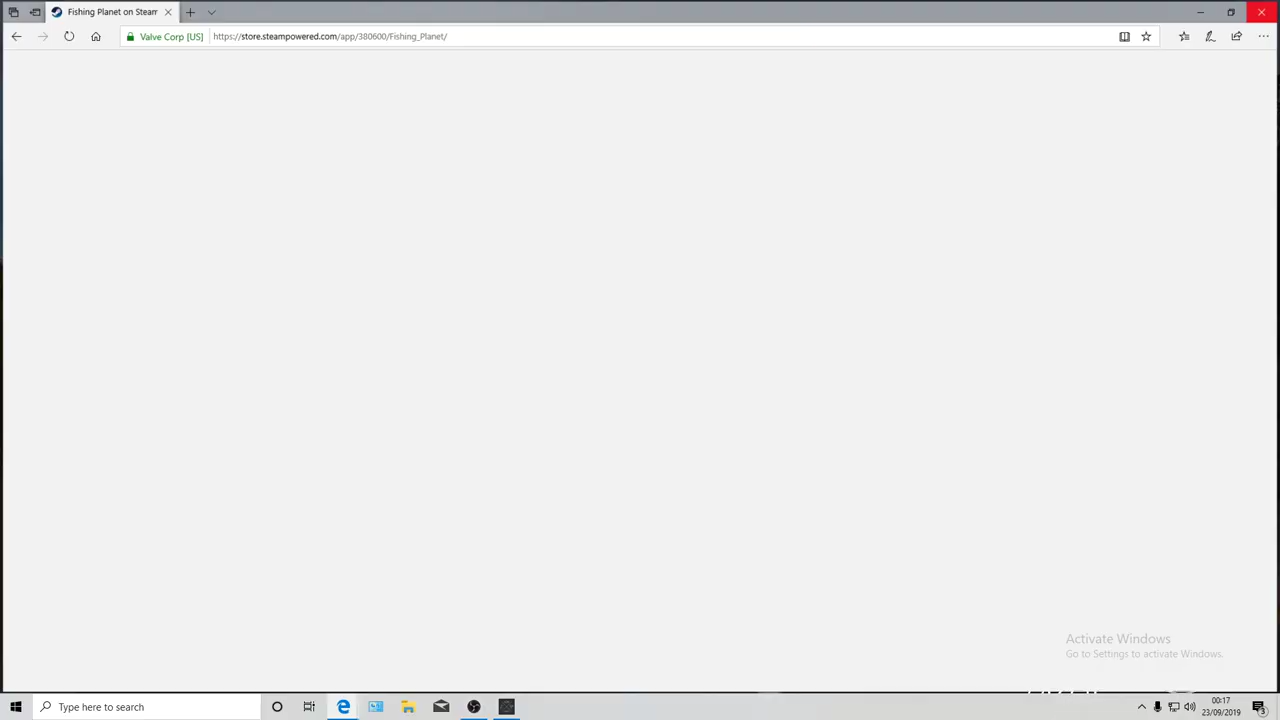 Fishing Planet on Steam
Valve Corp [US]
https://store.steampowered.com/app/380600/Fishing_Planet/
Activate Windows
Go to Settings to activate Windows.
Type here to search
00:17
23/09/2019
3